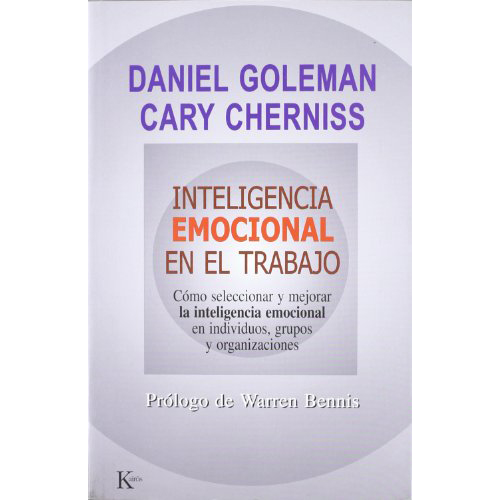 DANIEL GOLEMAN
CARY CHERNISS
INTELIGENCIA
EMOCIONAL
EN EL TRABAJO
Cómo seleccionar y mejorar
la inteligencia emocional
en individuos, grupos
y organizaciones
Prólogo de Warren Bennis
Kairós